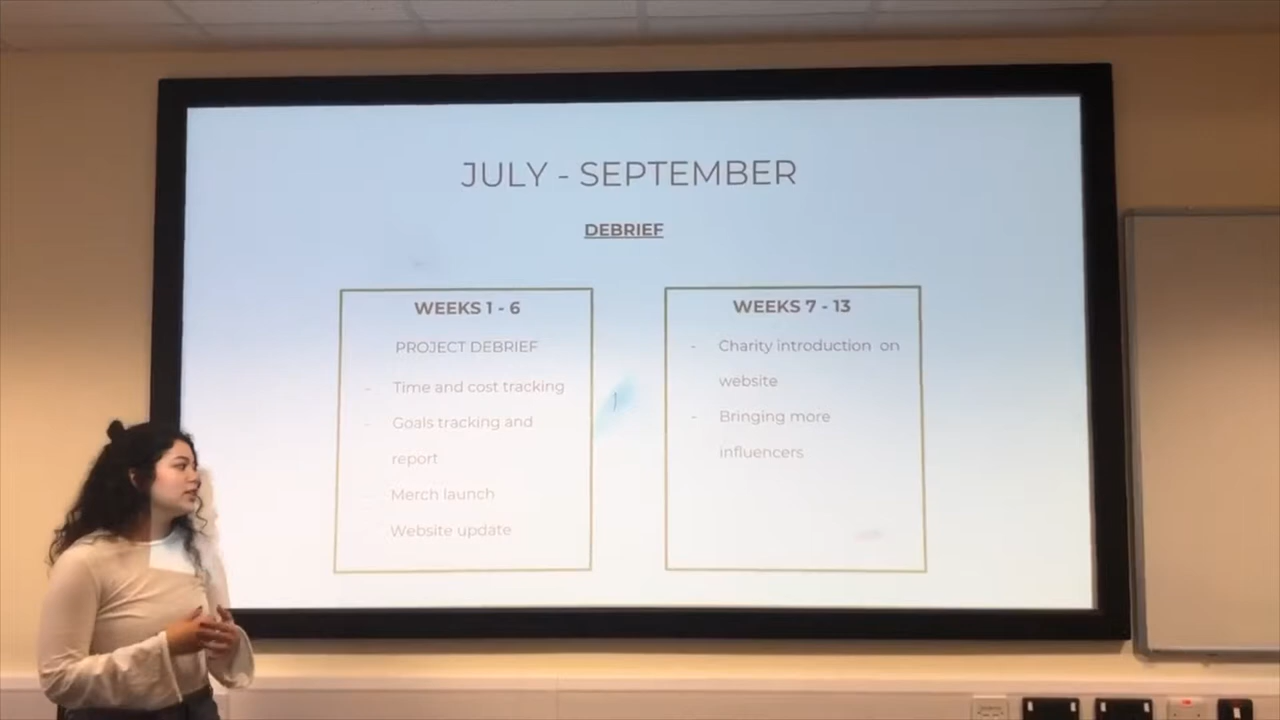 JULY - SEPTEMBER
DEBRIEF
WEEKS 1 - 6
PROJECT DEBRIEF
- Time and cost tracking
- Goals tracking and
report
Merch launch
Website update
WEEKS 7 - 13
- Charity introduction on
website
- Bringing more
influencers